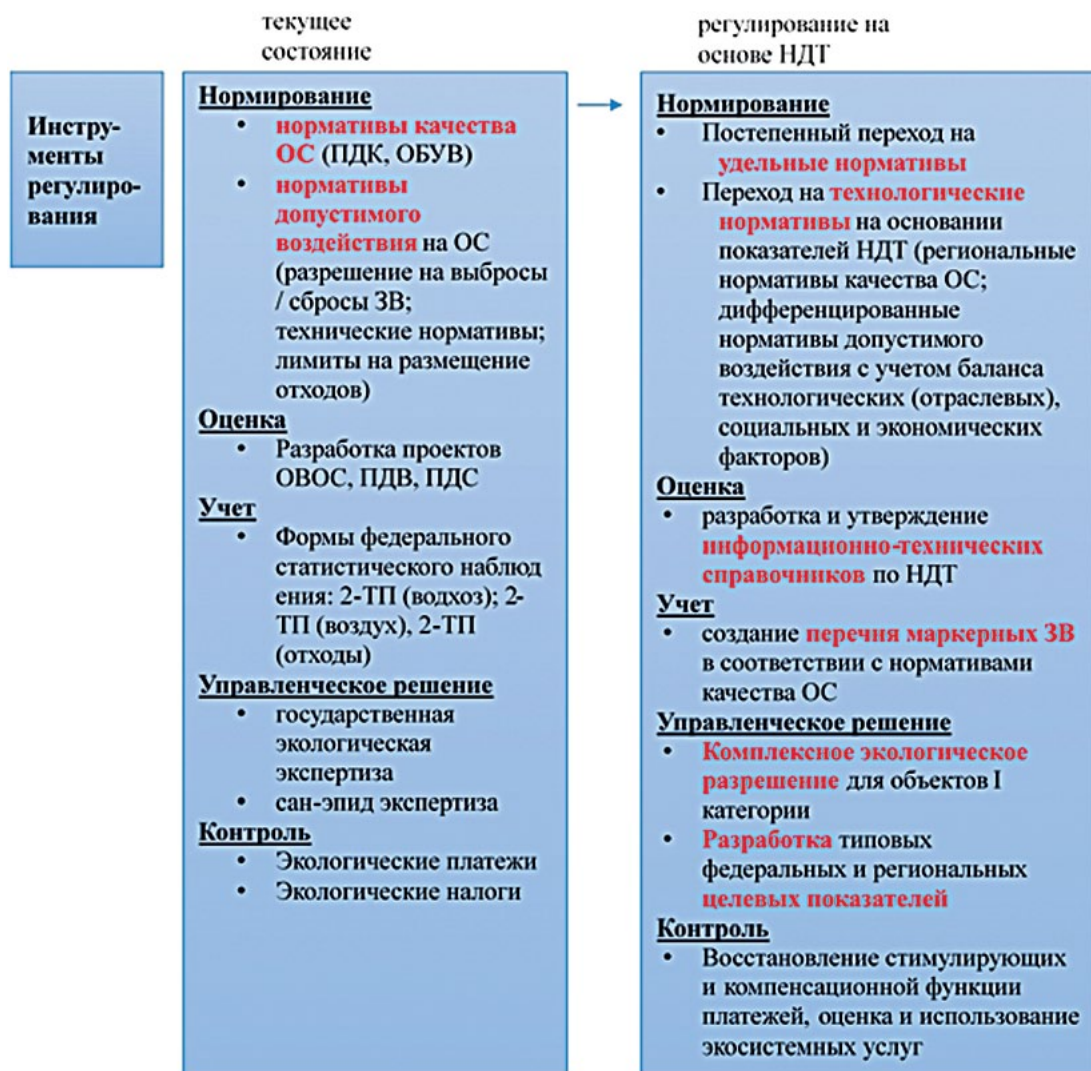 текущее
состояние
регулирование на
основе НДТ
Инстру-
менты
регулиро-
вания
Нормирование
• нормативы качества
ОС (ПДК, ОБУВ)
• нормативы
допустимого
воздействия на ОС
(разрешение на выбросы
/ сбросы ЗВ;
технические нормативы;
лимиты на размещение
отходов)
Оценка
• Разработка проектов
ОВОС, ПДВ, ПДС
Учет
• Формы федерального
статистического наблюд
ения: 2-ТП (водхоз); 2-
ТП (воздух), 2-ТП
(отходы)
Управленческое решение
• государственная
экологическая
экспертиза
• сан-эпид экспертиза
Контроль
• Экологические платежи
• Экологические налоги
Нормирование
• Постепенный переход на
удельные нормативы
• Переход на технологические
нормативы на основании
показателей НДТ (региональные
нормативы качества ОС;
дифференцированные
нормативы допустимого
воздействия с учетом баланса
технологических (отраслевых),
социальных и экономических
факторов)
Оценка
• разработка и утверждение
информационно-технических
справочников по НДТ
Учет
• создание перечня маркерных ЗВ
в соответствии с нормативами
качества ОС
Управленческое решение
• Комплексное экологическое
разрешение для объектов I
категории
• Разработка типовых
федеральных и региональных
целевых показателей
Контроль
• Восстановление стимулирующих
и компенсационной функции
платежей, оценка и использование
экосистемных услуг